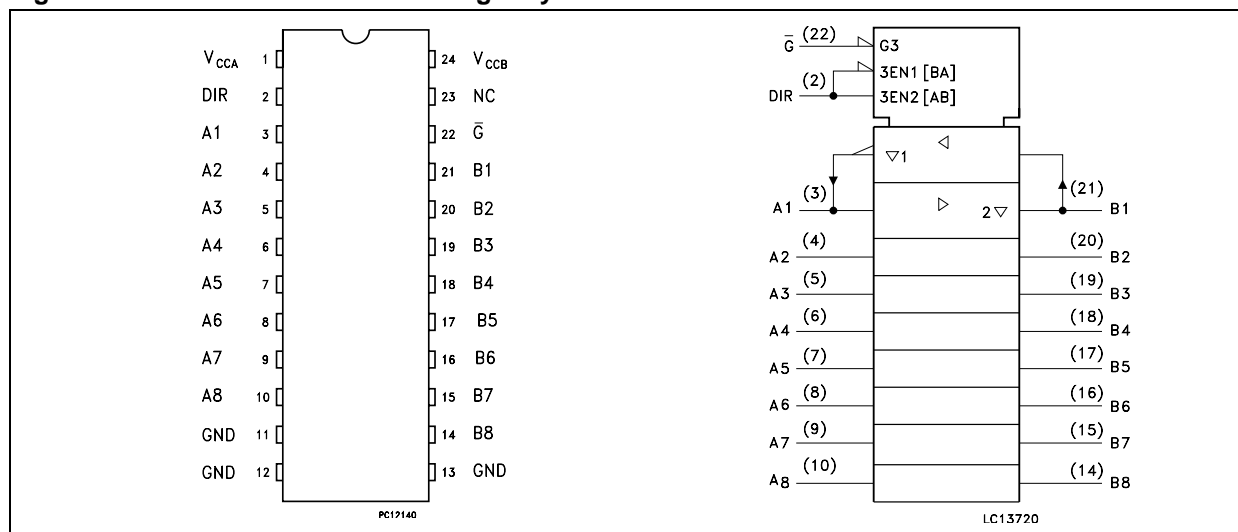 V_CCA 1 24 V_CCB
DIR 2 23 NC
A1 3 22 G̅
A2 4 21 B1
A3 5 20 B2
A4 6 19 B3
A5 7 18 B4
A6 8 17 B5
A7 9 16 B6
A8 10 15 B7
GND 11 14 B8
GND 12 13 GND
PC12140
G̅ (22) G3
3EN1 [BA]
DIR (2) 3EN2 [AB]
▽1 ◁
A1 (3) ▷ 2▽ (21) B1
A2 (4) (20) B2
A3 (5) (19) B3
A4 (6) (18) B4
A5 (7) (17) B5
A6 (8) (16) B6
A7 (9) (15) B7
A8 (10) (14) B8
LC13720